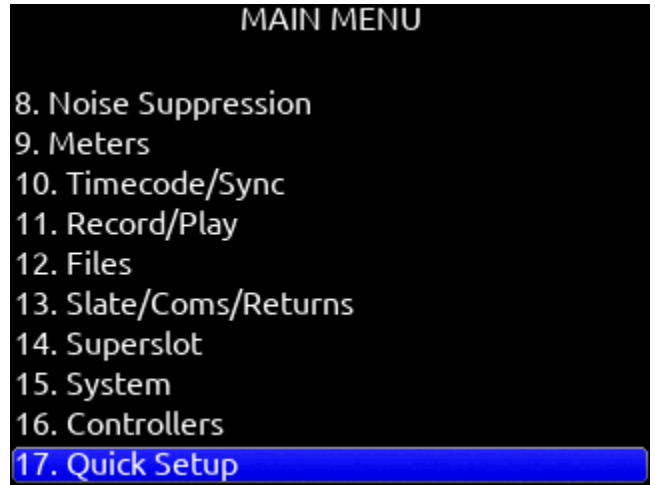 MAIN MENU
8. Noise Suppression
9. Meters
10. Timecode/Sync
11. Record/Play
12. Files
13. Slate/Coms/Returns
14. Superslot
15. System
16. Controllers
17. Quick Setup